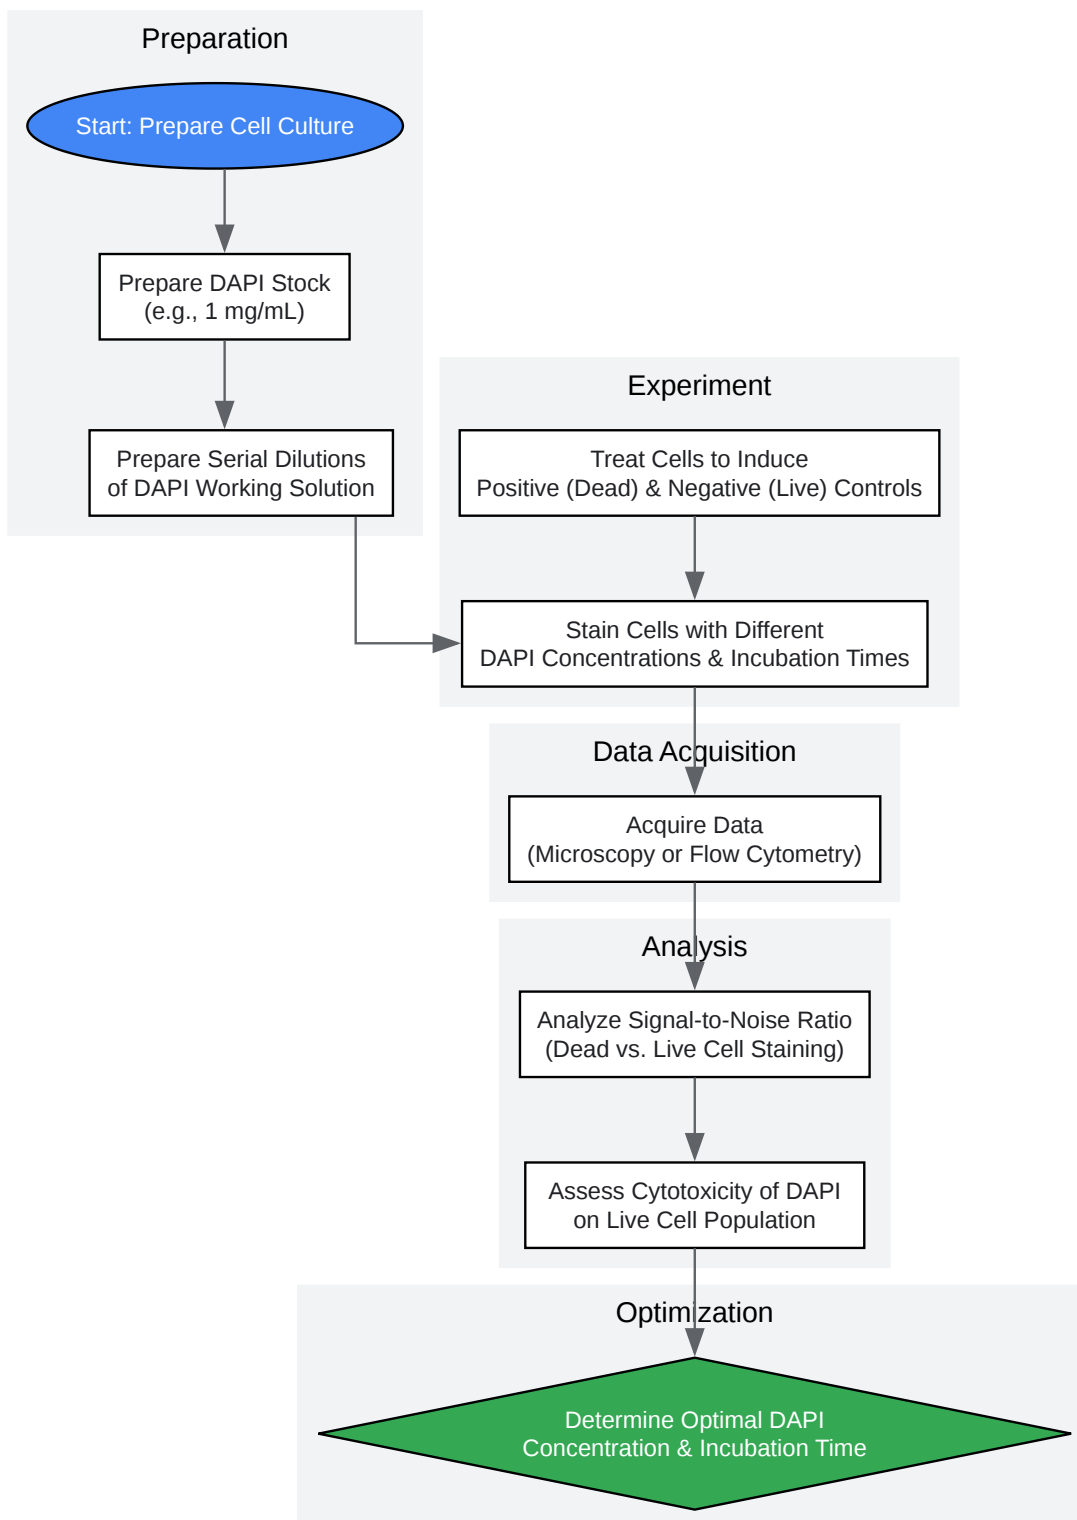 Preparation
Start: Prepare Cell Culture
Prepare DAPI Stock
(e.g., 1 mg/mL)
Prepare Serial Dilutions
of DAPI Working Solution
Experiment
Treat Cells to Induce
Positive (Dead) & Negative (Live) Controls
Stain Cells with Different
DAPI Concentrations & Incubation Times
Data Acquisition
Acquire Data
(Microscopy or Flow Cytometry)
Analysis
Analyze Signal-to-Noise Ratio
(Dead vs. Live Cell Staining)
Assess Cytotoxicity of DAPI
on Live Cell Population
Optimization
Determine Optimal DAPI
Concentration & Incubation Time